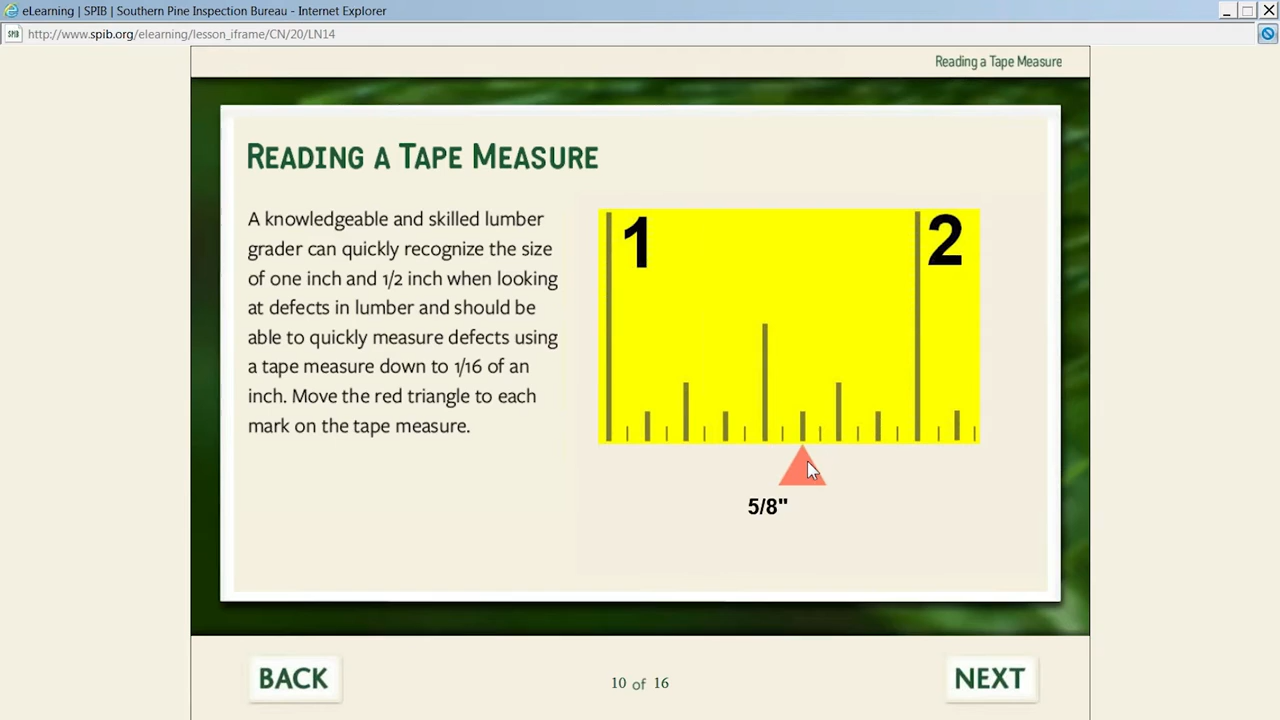 eLearning | SPIB | Southern Pine Inspection Bureau - Internet Explorer
SPIB http://www.spib.org/elearning/lesson_iframe/CN/20/LN14
Reading a Tape Measure
READING A TAPE MEASURE
A knowledgeable and skilled lumber
grader can quickly recognize the size
of one inch and 1/2 inch when looking
at defects in lumber and should be
able to quickly measure defects using
a tape measure down to 1/16 of an
inch. Move the red triangle to each
mark on the tape measure.
1 2
5/8"
BACK 10 of 16 NEXT